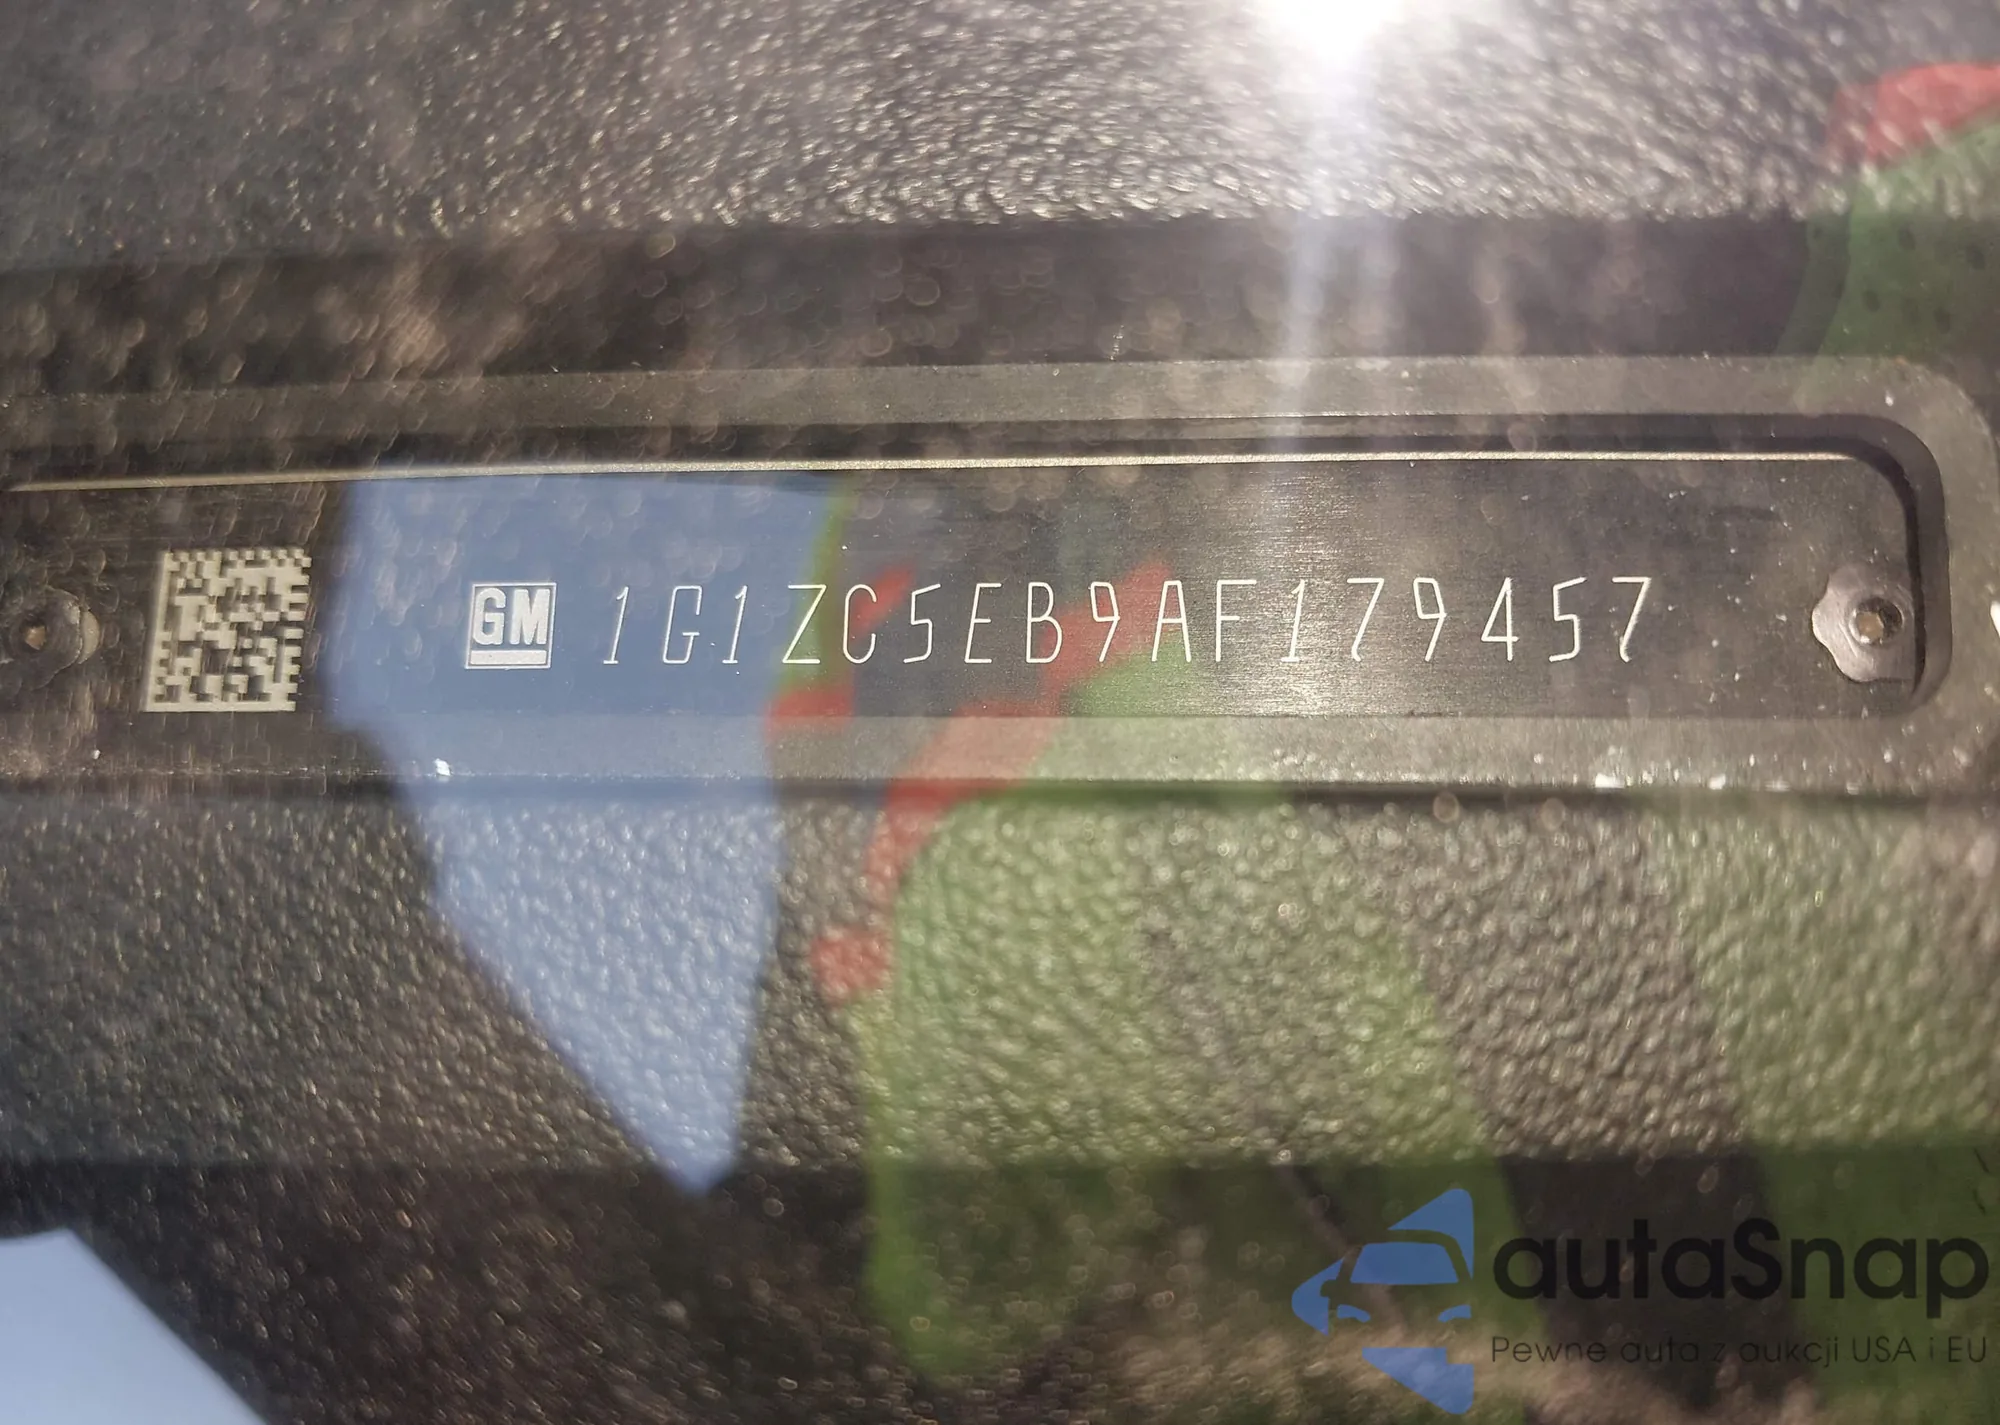 GM 1G1ZC5EB9AF179457
autaSnap
Pewne auta z aukcji USA i EU